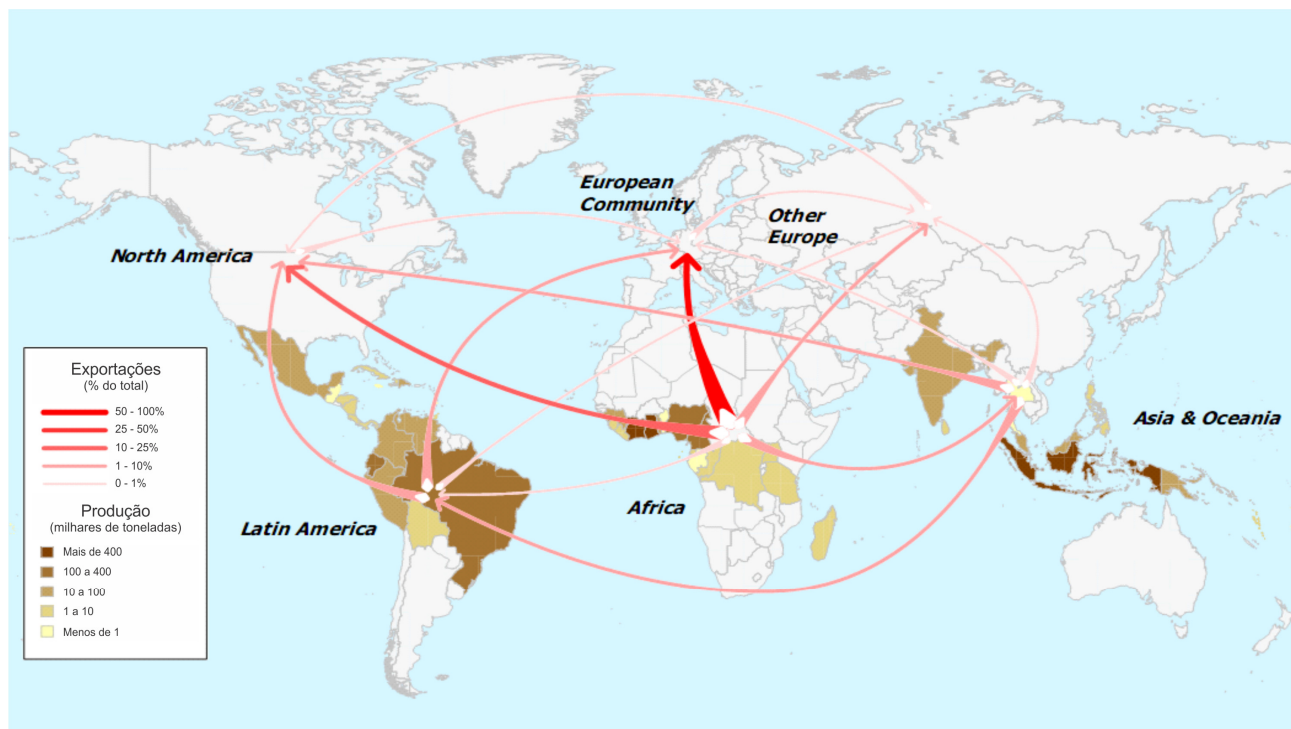 European
Community
Other
Europe
North America
Asia & Oceania
Africa
Latin America
Exportações
(% do total)
50 - 100%
25 - 50%
10 - 25%
1 - 10%
0 - 1%
Produção
(milhares de toneladas)
Mais de 400
100 a 400
10 a 100
1 a 10
Menos de 1